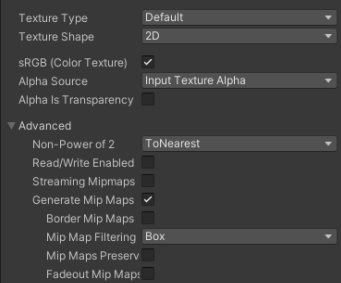 Texture Type Default
Texture Shape 2D
sRGB (Color Texture)
Alpha Source Input Texture Alpha
Alpha Is Transparency
Advanced
Non-Power of 2 ToNearest
Read/Write Enabled
Streaming Mipmaps
Generate Mip Maps
Border Mip Maps
Mip Map Filtering Box
Mip Maps Preserv
Fadeout Mip Maps